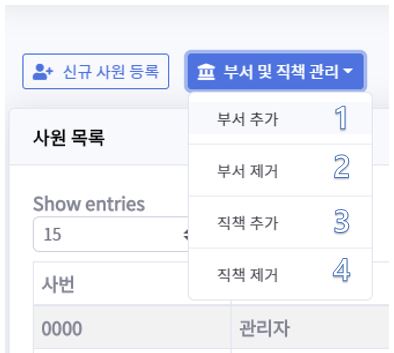 신규 사원 등록 부서 및 직책 관리
부서 추가 1
사원 목록
부서 제거 2
Show entries
직책 추가 3
15
직책 제거 4
사번
0000 관리자